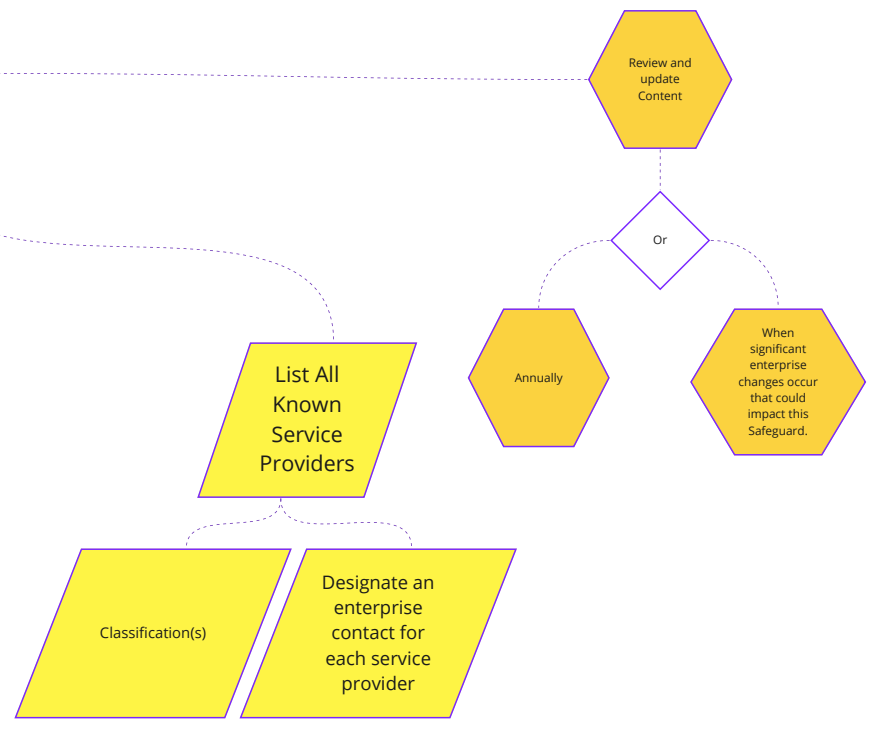 Review and
update
Content
Or
Annually
When
significant
enterprise
changes occur
that could
impact this
Safeguard.
List All
Known
Service
Providers
Classification(s)
Designate an
enterprise
contact for
each service
provider